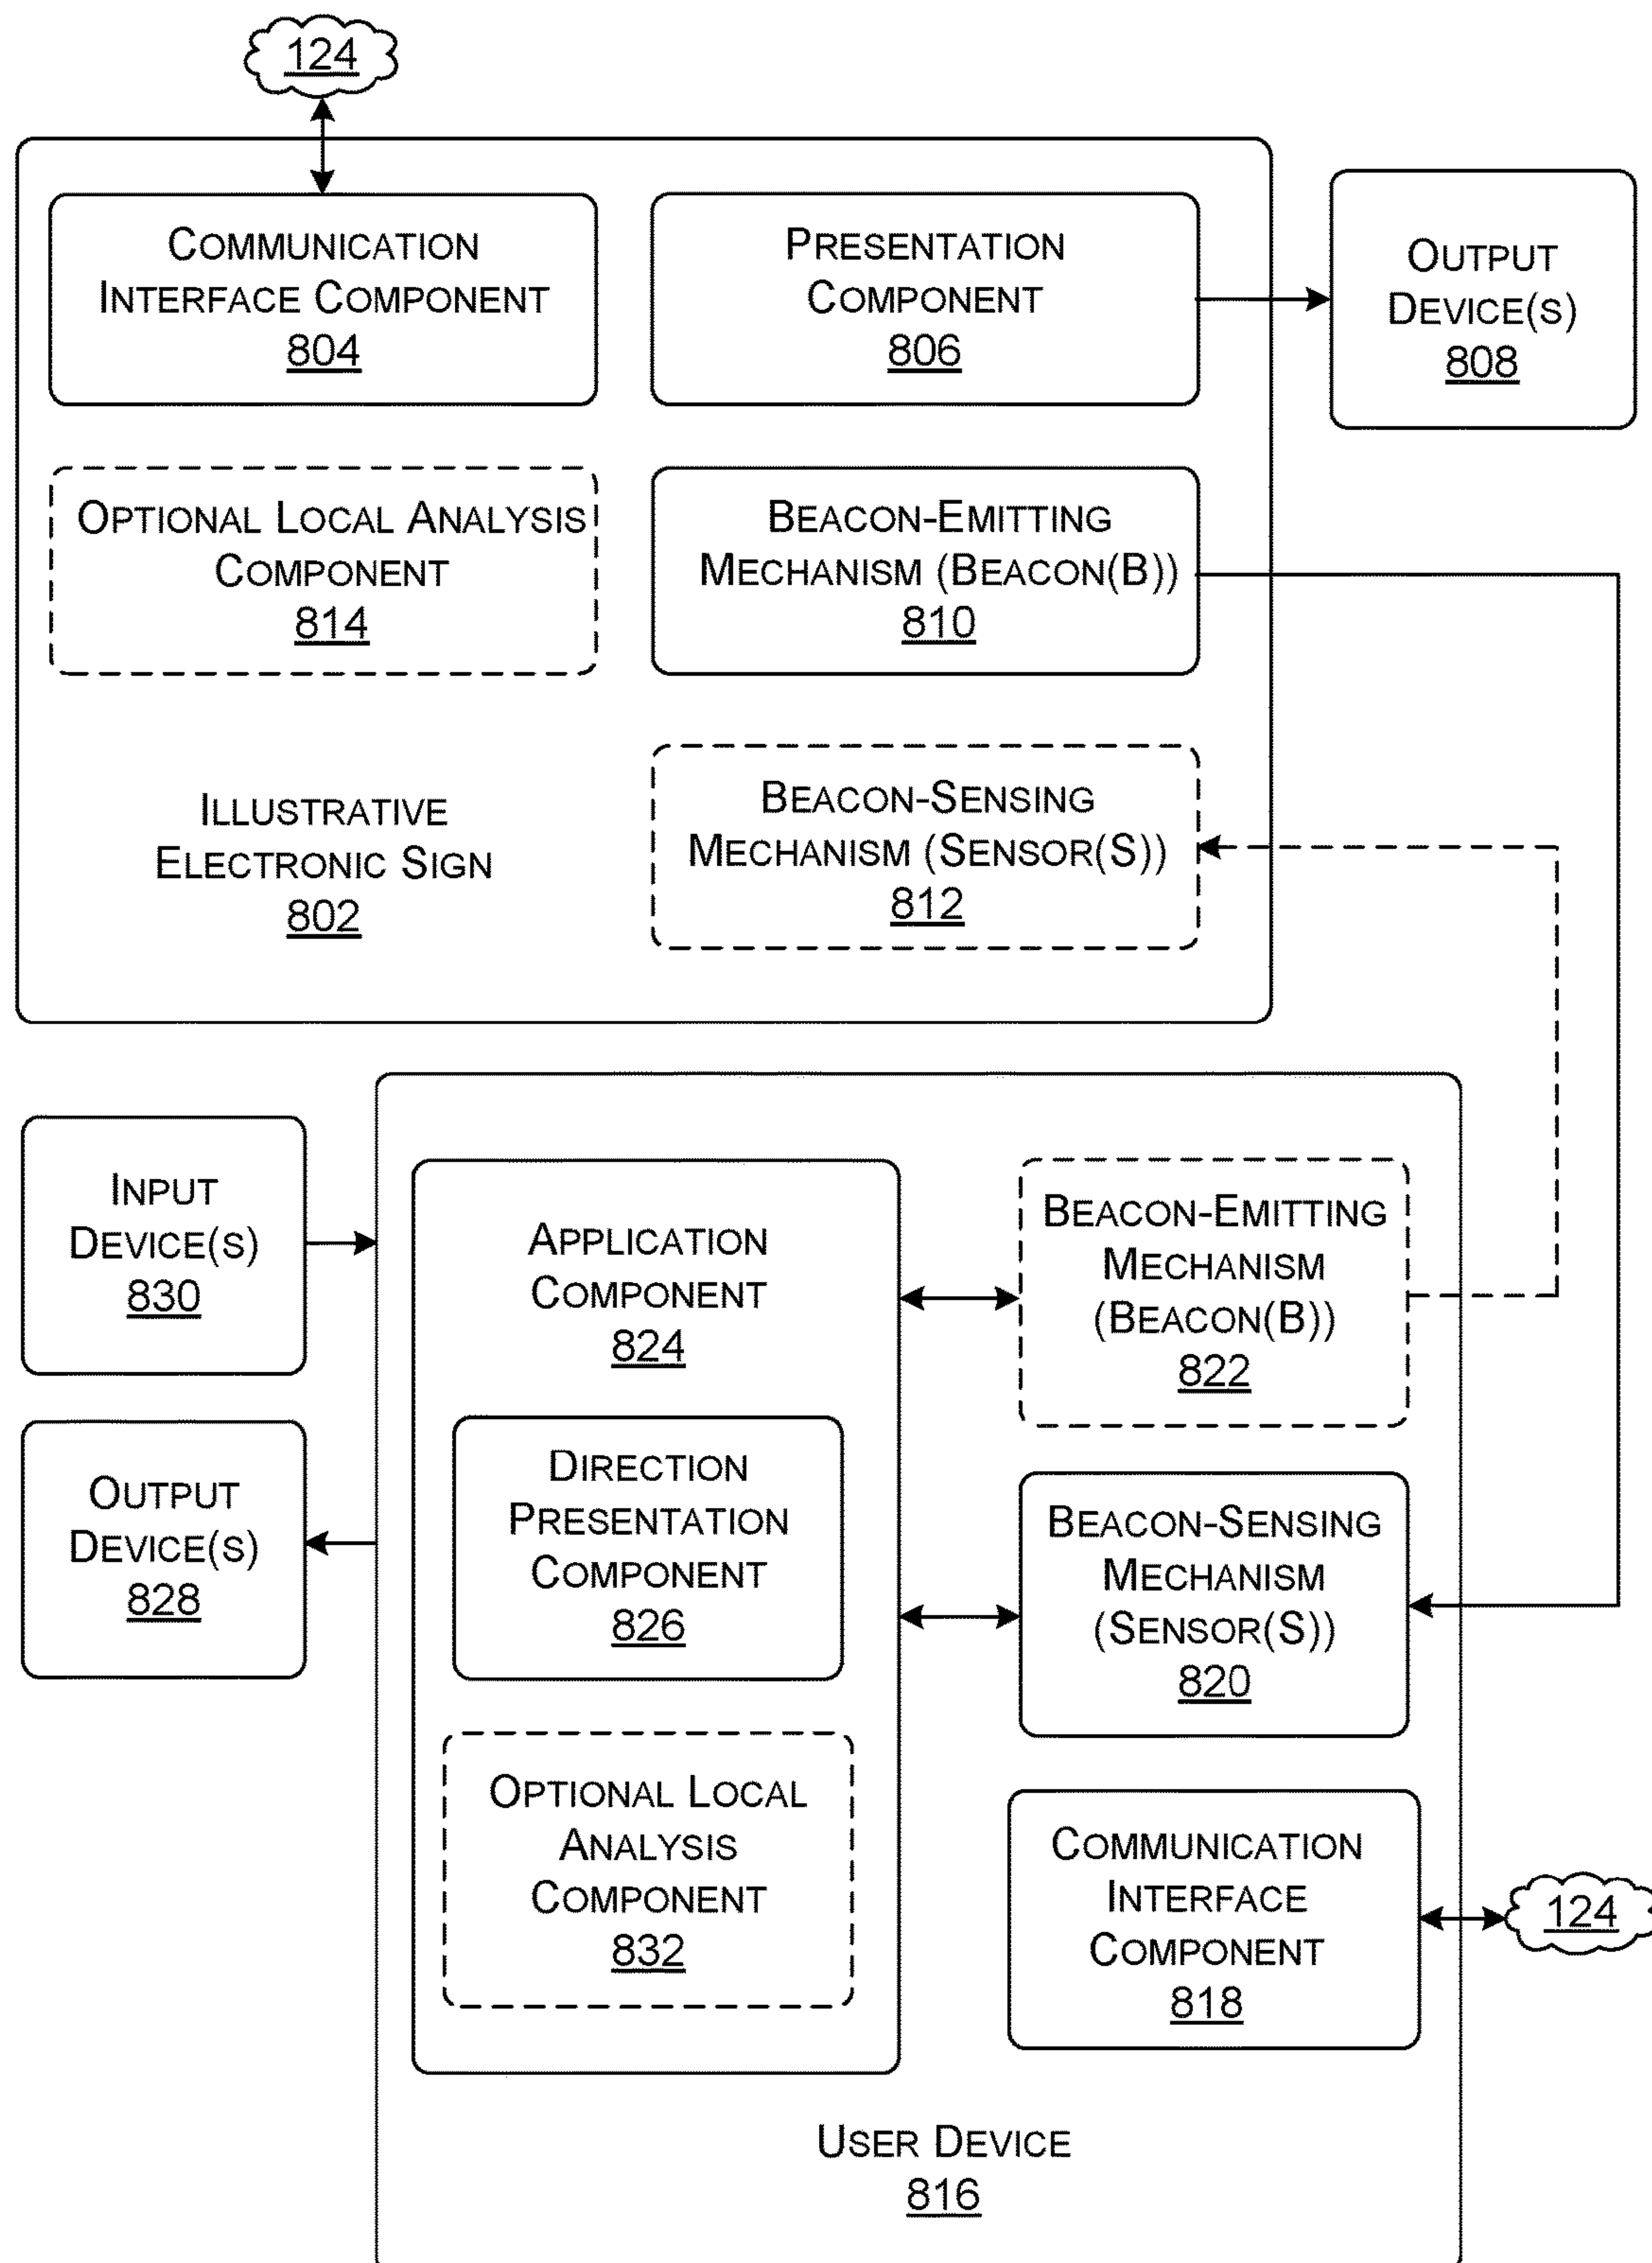 124
COMMUNICATION
INTERFACE COMPONENT
804
PRESENTATION
COMPONENT
806
OUTPUT
DEVICE(S)
808
OPTIONAL LOCAL ANALYSIS
COMPONENT
814
BEACON-EMITTING
MECHANISM (BEACON(B))
810
ILLUSTRATIVE
ELECTRONIC SIGN
802
BEACON-SENSING
MECHANISM (SENSOR(S))
812
INPUT
DEVICE(S)
830
APPLICATION
COMPONENT
824
BEACON-EMITTING
MECHANISM
(BEACON(B))
822
OUTPUT
DEVICE(S)
828
DIRECTION
PRESENTATION
COMPONENT
826
BEACON-SENSING
MECHANISM
(SENSOR(S))
820
OPTIONAL LOCAL
ANALYSIS
COMPONENT
832
COMMUNICATION
INTERFACE
COMPONENT
818
124
USER DEVICE
816